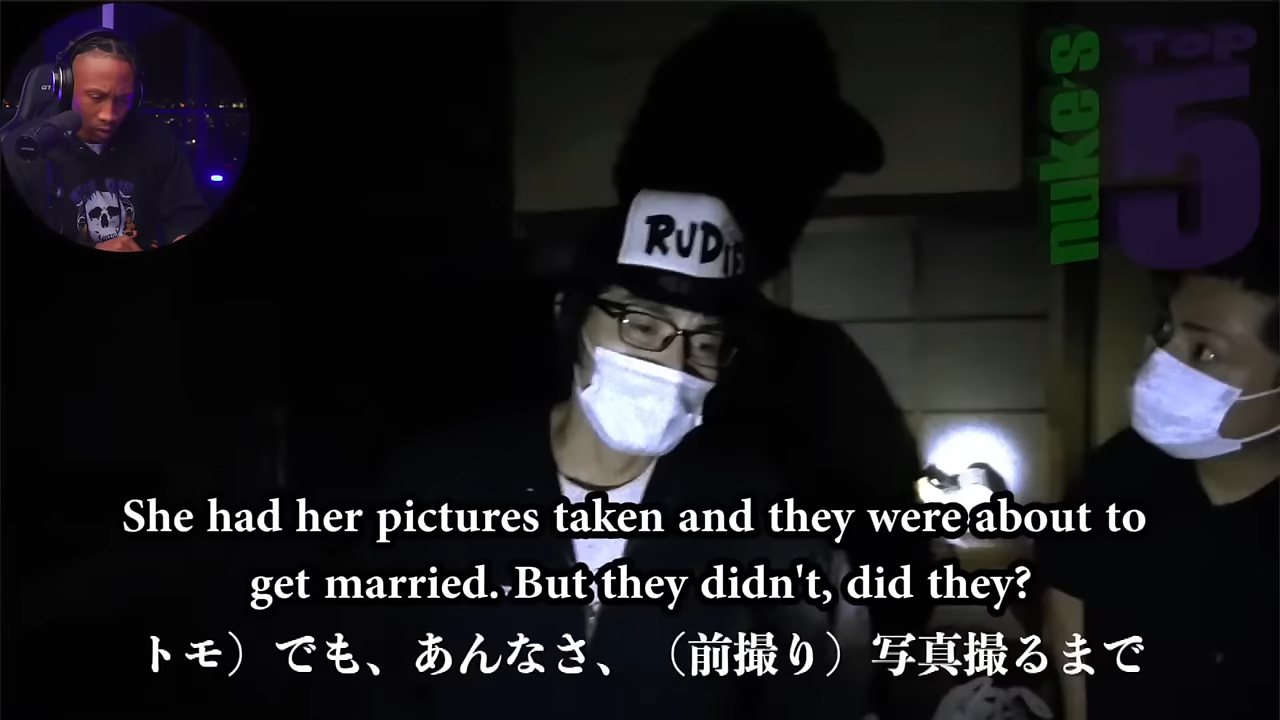 nuke's
TOP
5
RUDIS
She had her pictures taken and they were about to
get married. But they didn't, did they?
トモ）でも、あんなさ、（前撮り）写真撮るまで